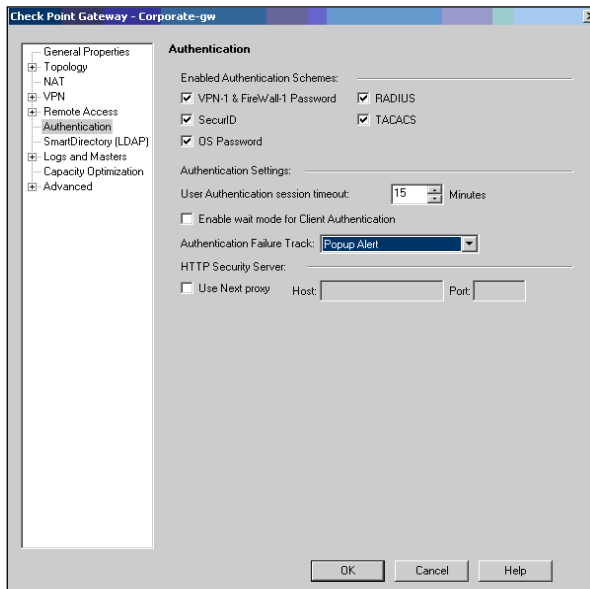 Check Point Gateway - Corporate-gw
General Properties
Topology
NAT
VPN
Remote Access
Authentication
SmartDirectory (LDAP)
Logs and Masters
Capacity Optimization
Advanced
Authentication
Enabled Authentication Schemes:
VPN-1 & FireWall-1 Password RADIUS
SecurID TACACS
OS Password
Authentication Settings:
User Authentication session timeout: 15 Minutes
Enable wait mode for Client Authentication
Authentication Failure Track: Popup Alert
HTTP Security Server:
Use Next proxy Host: Port:
OK Cancel Help